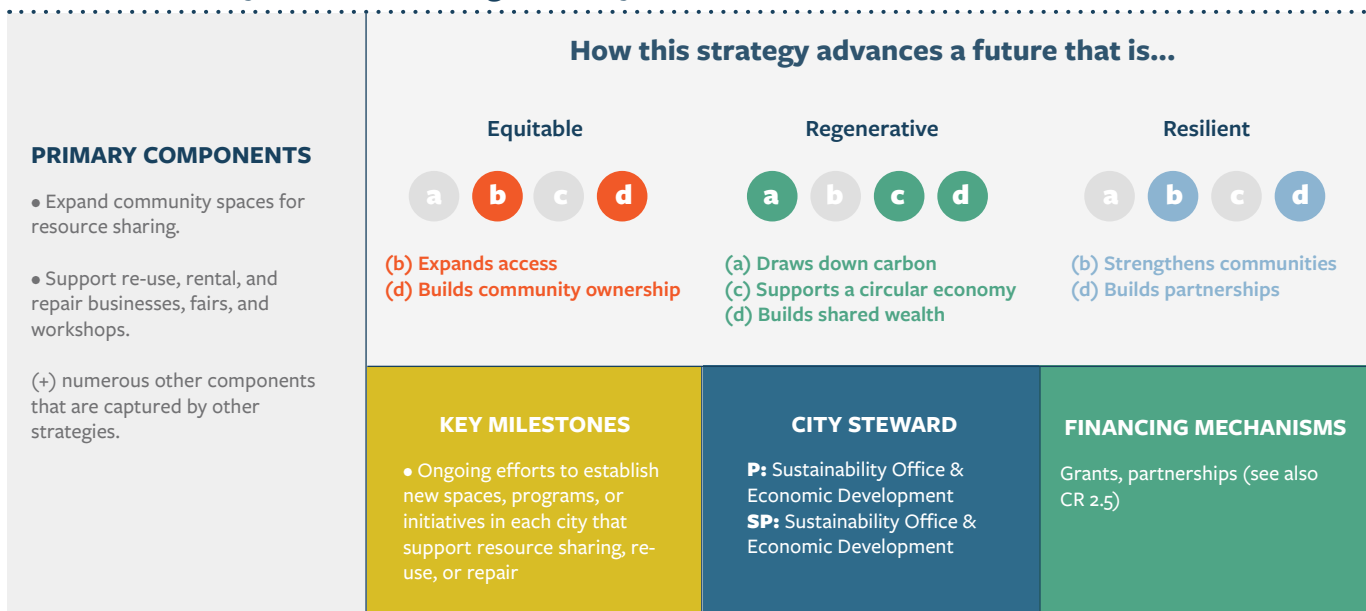 PRIMARY COMPONENTS
• Expand community spaces for
resource sharing.
• Support re-use, rental, and
repair businesses, fairs, and
workshops.
(+) numerous other components
that are captured by other
strategies.
How this strategy advances a future that is...
Equitable
a b c d
(b) Expands access
(d) Builds community ownership
Regenerative
a b c d
(a) Draws down carbon
(c) Supports a circular economy
(d) Builds shared wealth
Resilient
a b c d
(b) Strengthens communities
(d) Builds partnerships
KEY MILESTONES
• Ongoing efforts to establish
new spaces, programs, or
initiatives in each city that
support resource sharing, re-
use, or repair
CITY STEWARD
P: Sustainability Office &
Economic Development
SP: Sustainability Office &
Economic Development
FINANCING MECHANISMS
Grants, partnerships (see also
CR 2.5)